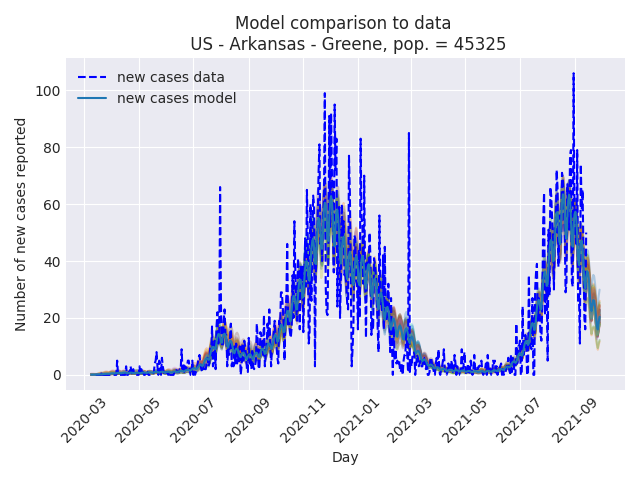 Model comparison to data
US - Arkansas - Greene, pop. = 45325
new cases data
new cases model
Number of new cases reported
100
80
60
40
20
0
2020-03
2020-05
2020-07
2020-09
2020-11
2021-01
2021-03
2021-05
2021-07
2021-09
Day